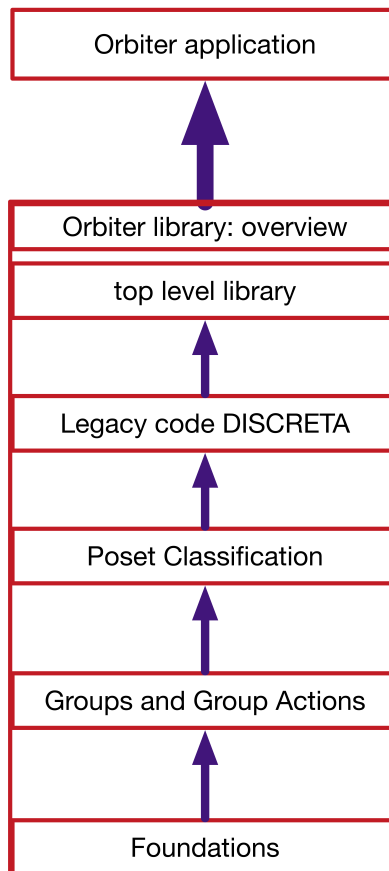 Orbiter application
Orbiter library: overview
top level library
Legacy code DISCRETA
Poset Classification
Groups and Group Actions
Foundations